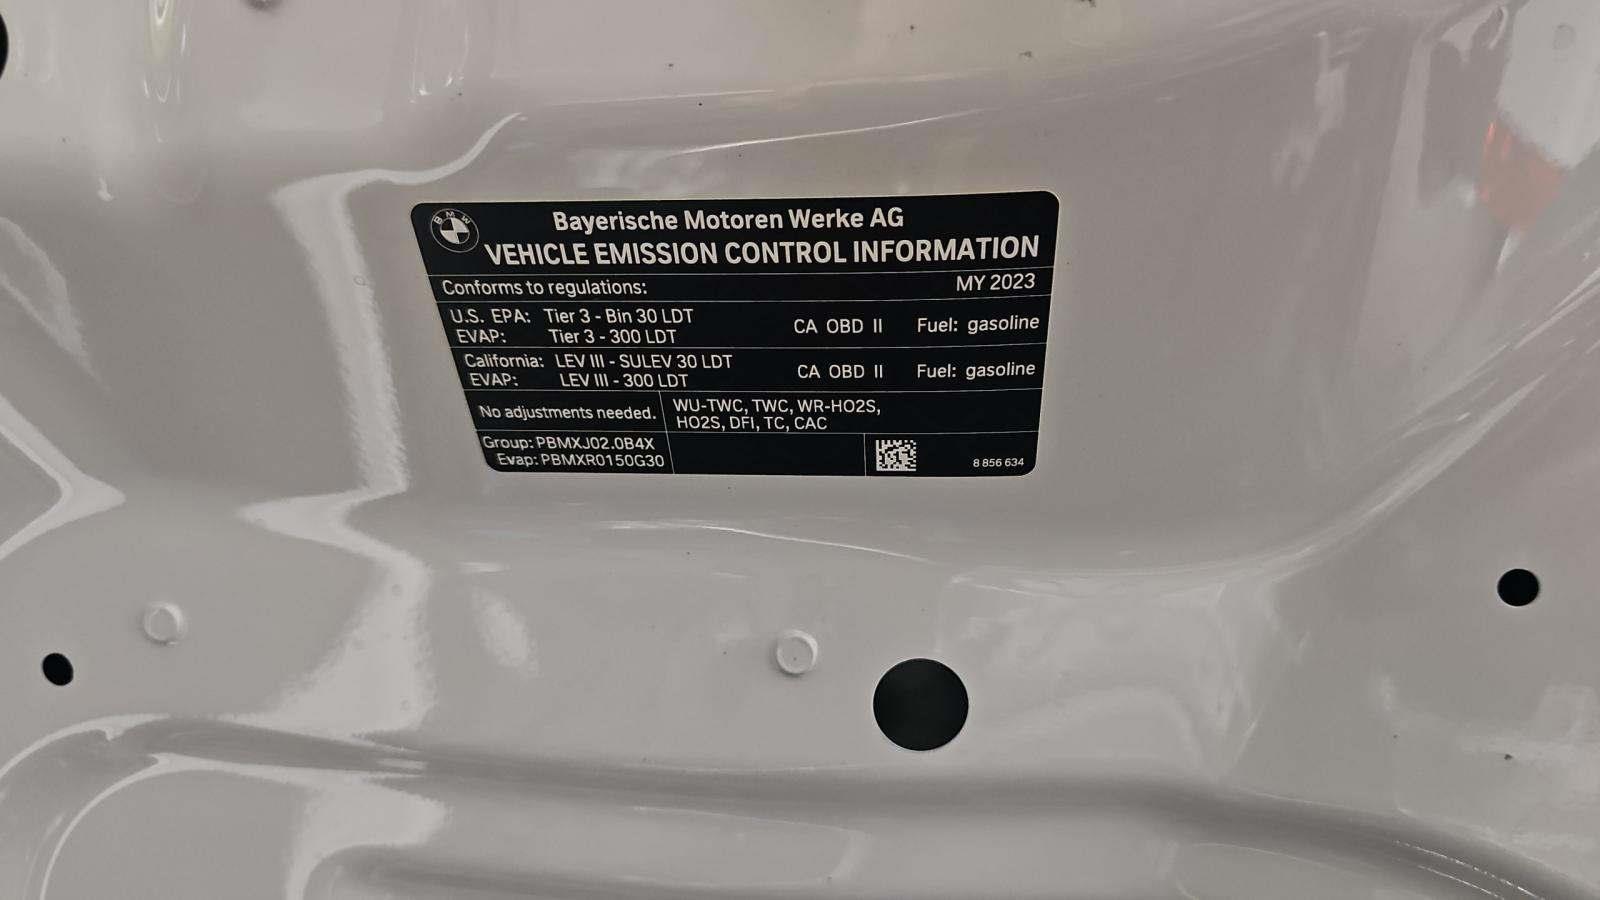 BMW
Bayerische Motoren Werke AG
VEHICLE EMISSION CONTROL INFORMATION
Conforms to regulations: MY 2023
U.S. EPA: Tier 3 - Bin 30 LDT CA OBD II Fuel: gasoline
EVAP: Tier 3 - 300 LDT
California: LEV III - SULEV 30 LDT CA OBD II Fuel: gasoline
EVAP: LEV III - 300 LDT
No adjustments needed. WU-TWC, TWC, WR-HO2S,
HO2S, DFI, TC, CAC
Group: PBMXJ02.0B4X
Evap: PBMXR0150G30
8 856 634